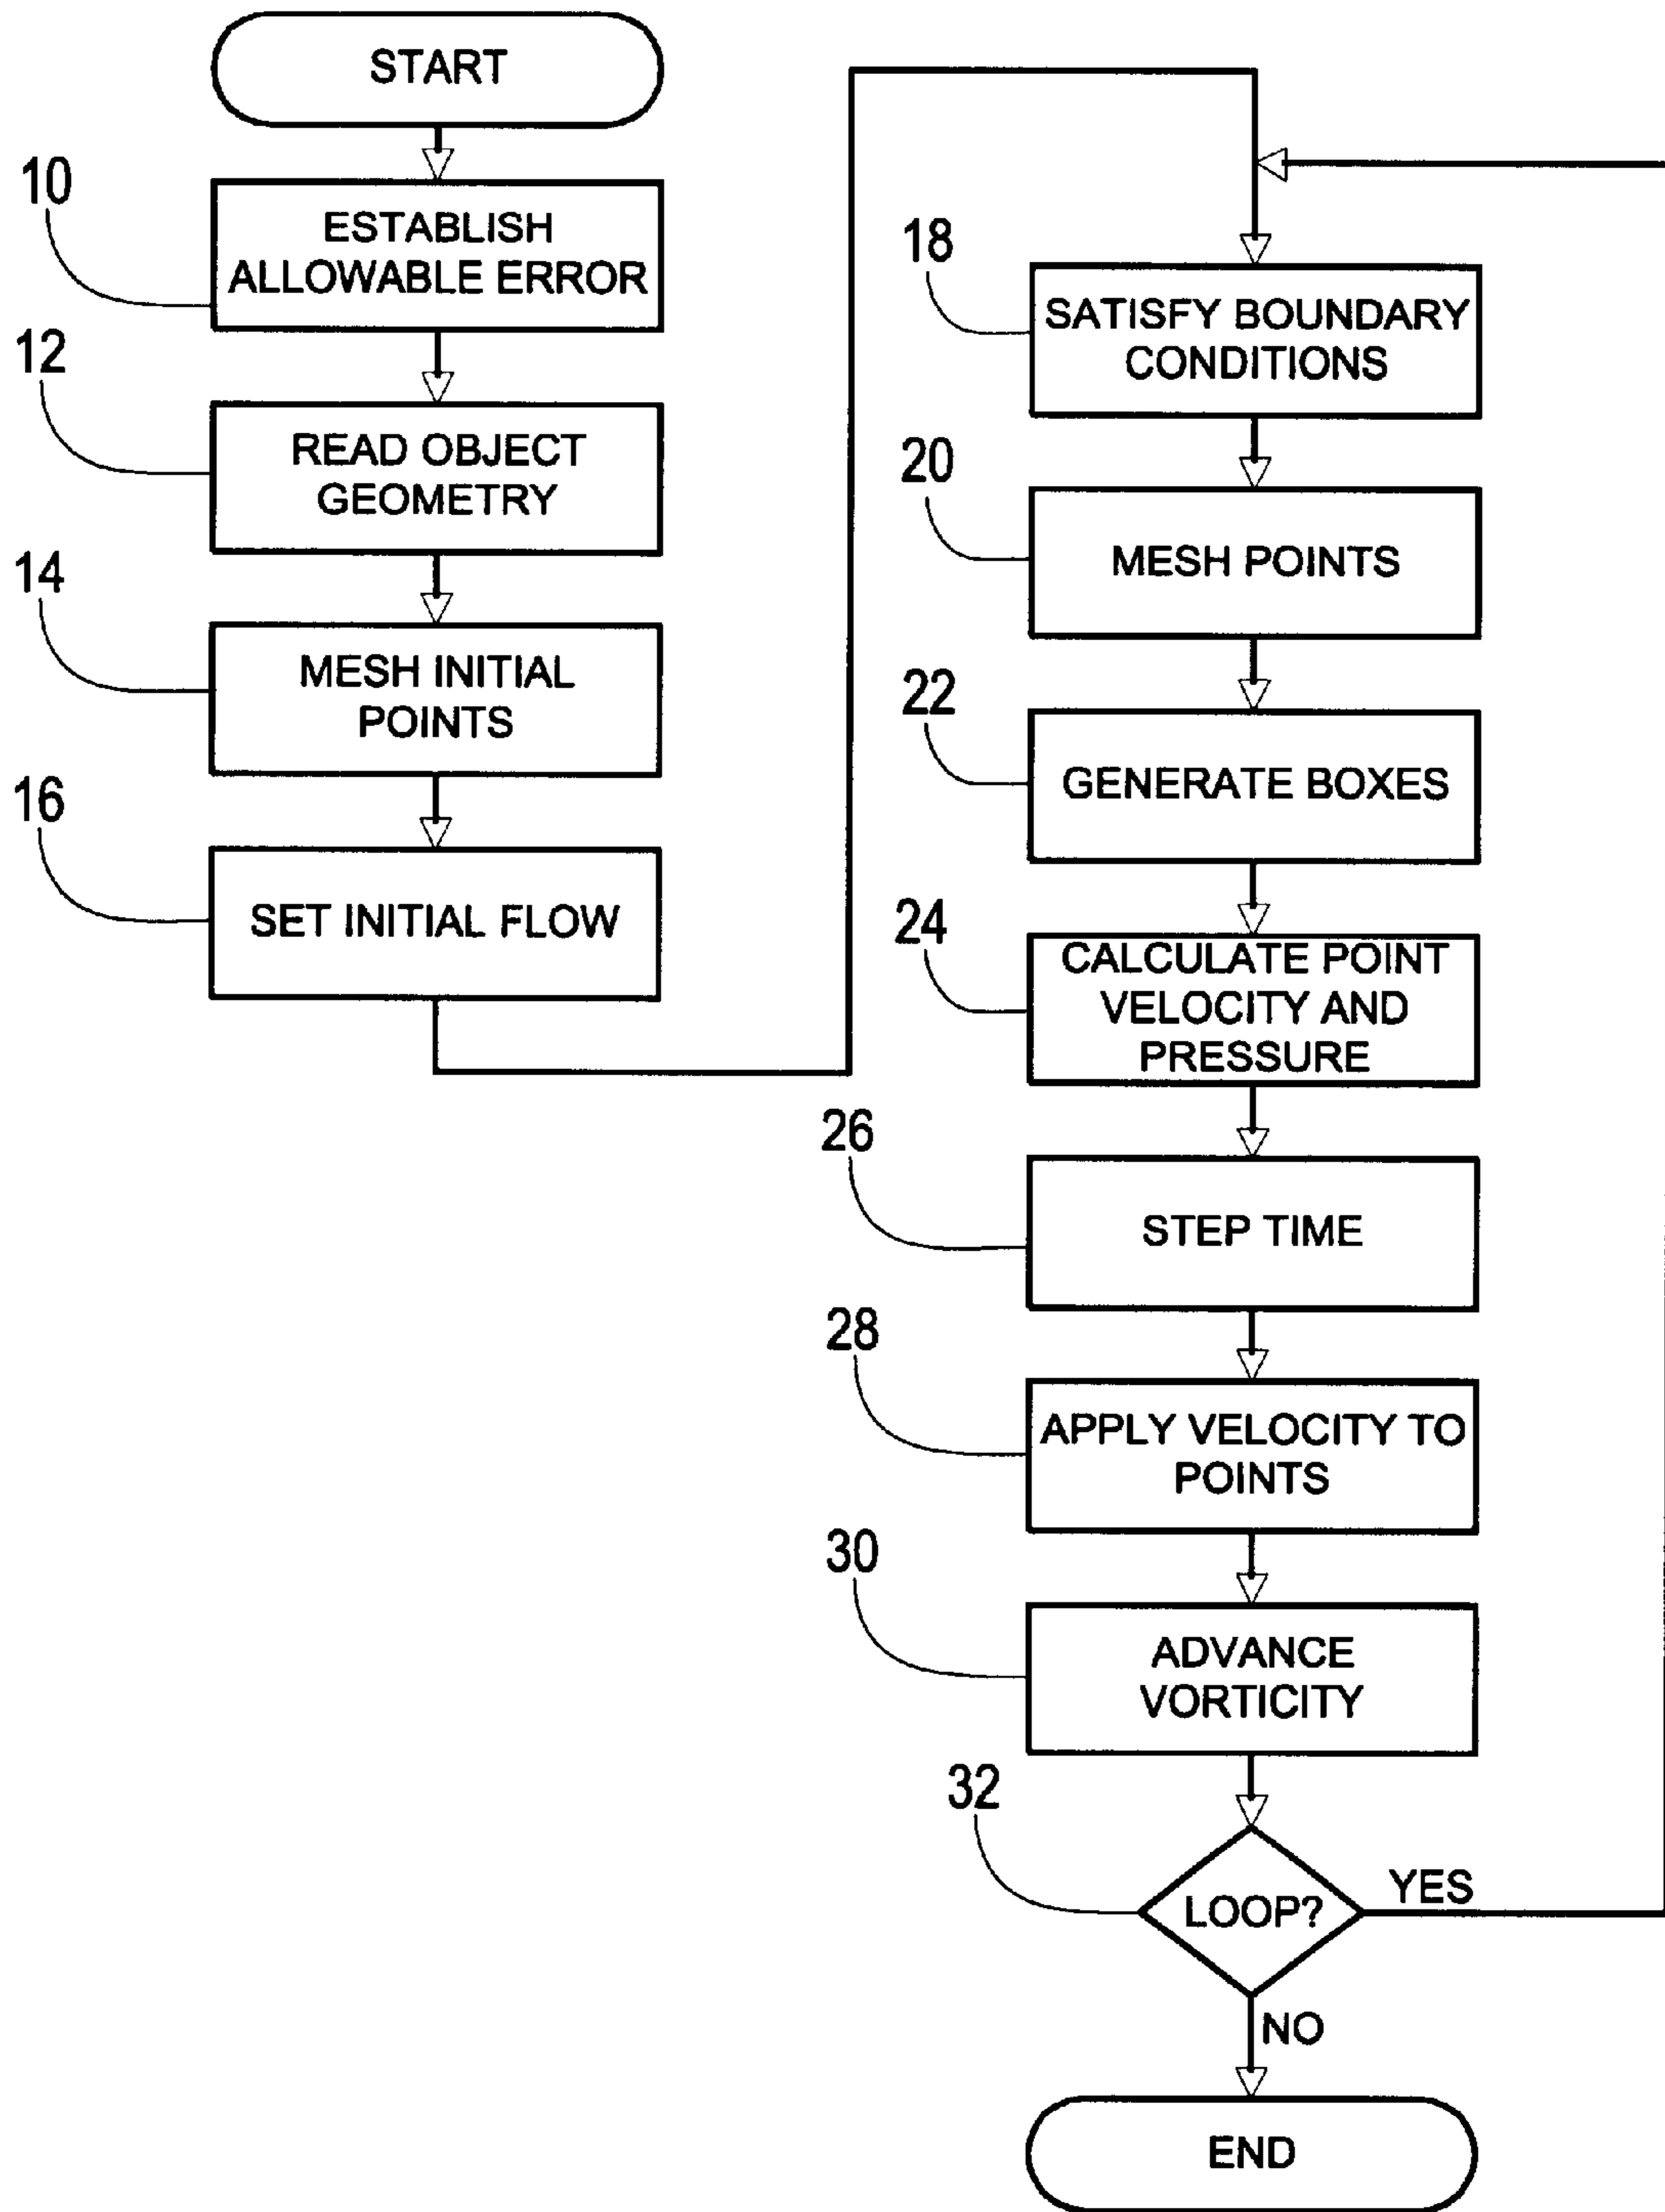 START
10
ESTABLISH
ALLOWABLE ERROR
12
READ OBJECT
GEOMETRY
14
MESH INITIAL
POINTS
16
SET INITIAL FLOW
18
SATISFY BOUNDARY
CONDITIONS
20
MESH POINTS
22
GENERATE BOXES
24
CALCULATE POINT
VELOCITY AND
PRESSURE
26
STEP TIME
28
APPLY VELOCITY TO
POINTS
30
ADVANCE
VORTICITY
32
LOOP?
YES
NO
END